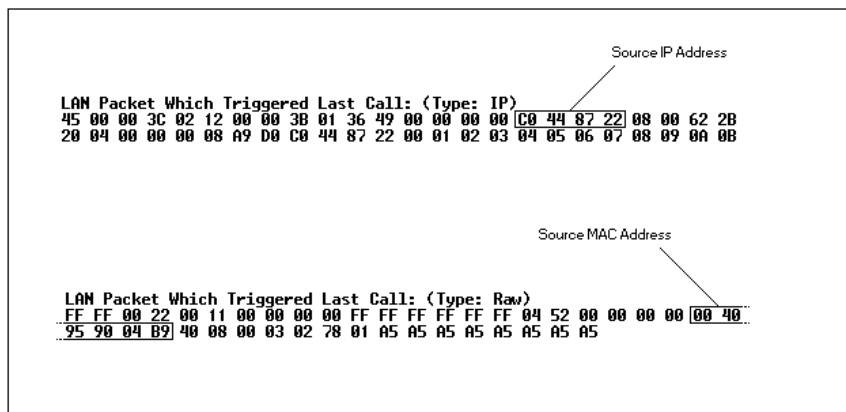 Source IP Address
LAN Packet Which Triggered Last Call: (Type: IP)
45 00 00 3C 02 12 00 00 3B 01 36 49 00 00 00 00 C0 44 87 22 08 00 62 2B
20 04 00 00 00 08 A9 D0 C0 44 87 22 00 01 02 03 04 05 06 07 08 09 0A 0B
Source MAC Address
LAN Packet Which Triggered Last Call: (Type: Raw)
FF FF 00 22 00 11 00 00 00 00 FF FF FF FF FF FF 04 52 00 00 00 00 00 40
95 90 04 B9 40 08 00 03 02 78 01 A5 A5 A5 A5 A5 A5 A5 A5